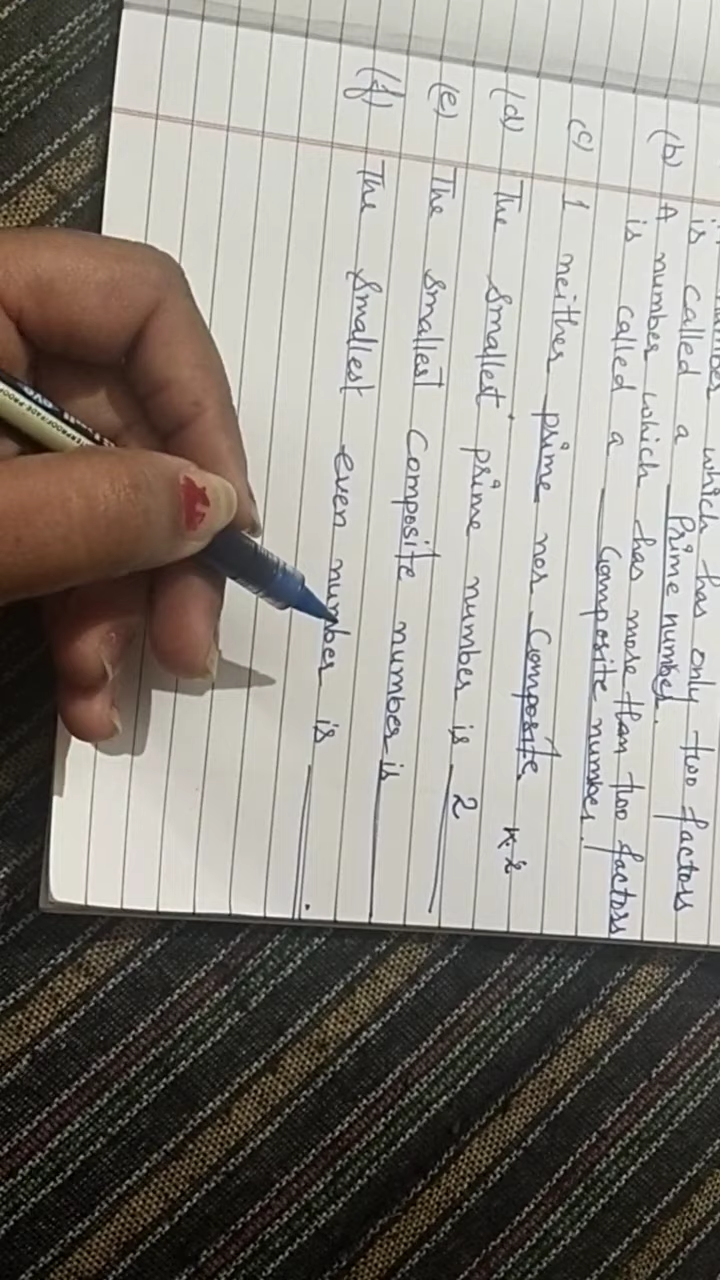 which has only two factors
is called a Prime number.
(b) A number which has more than two factors
is called a Composite number.
(c) 1 neither prime nor Composite
(d) The smallest prime number is 2
(e) The smallest Composite number is
(f) The smallest even number is .